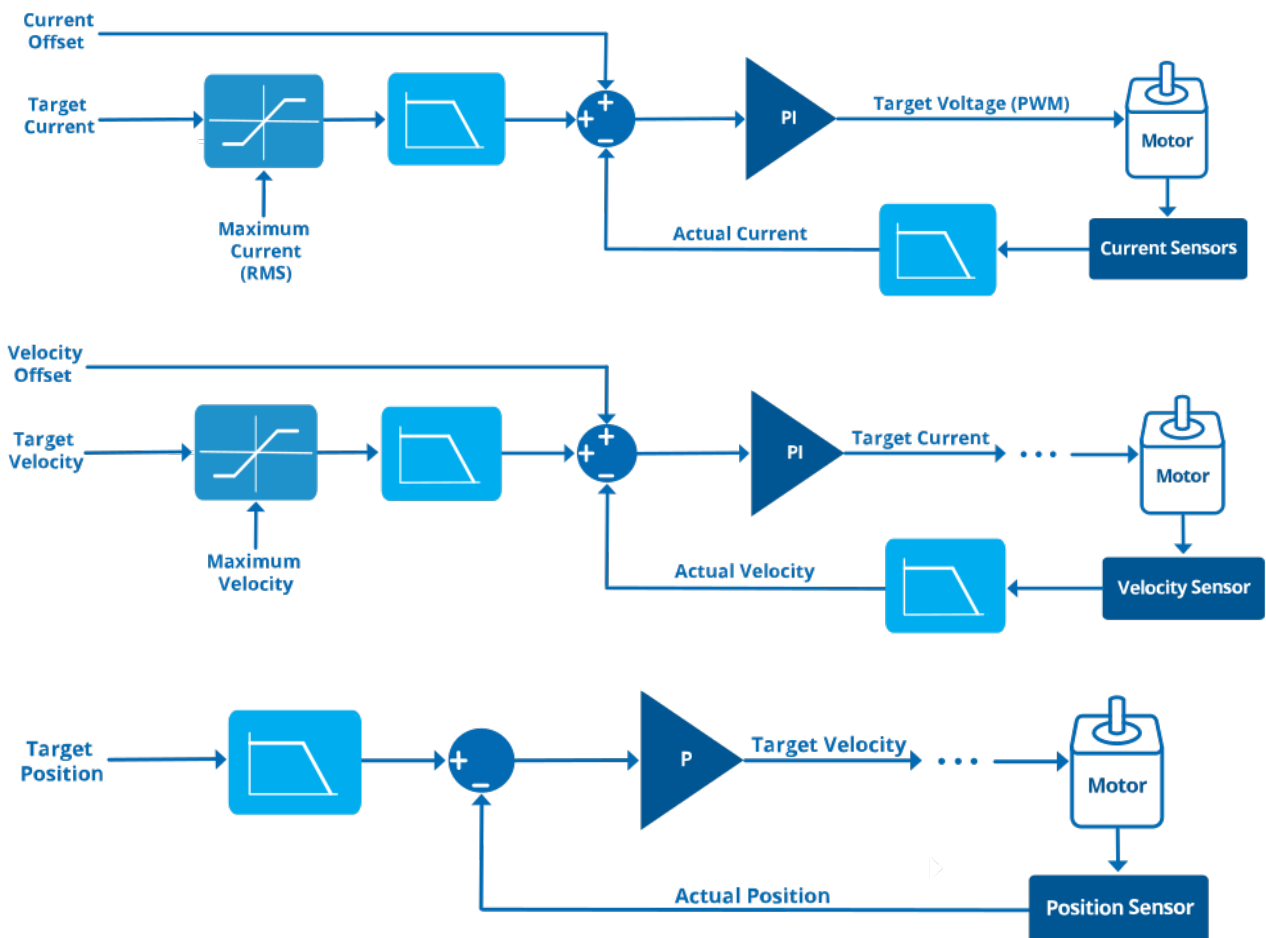 Current
Offset
Target
Current
+
+
−
PI
Target Voltage (PWM)
Motor
Maximum
Current
(RMS)
Actual Current
Current Sensors
Velocity
Offset
Target
Velocity
+
+
−
PI
Target Current
...
Motor
Maximum
Velocity
Actual Velocity
Velocity Sensor
Target
Position
+
−
P
Target Velocity
...
Motor
Actual Position
Position Sensor